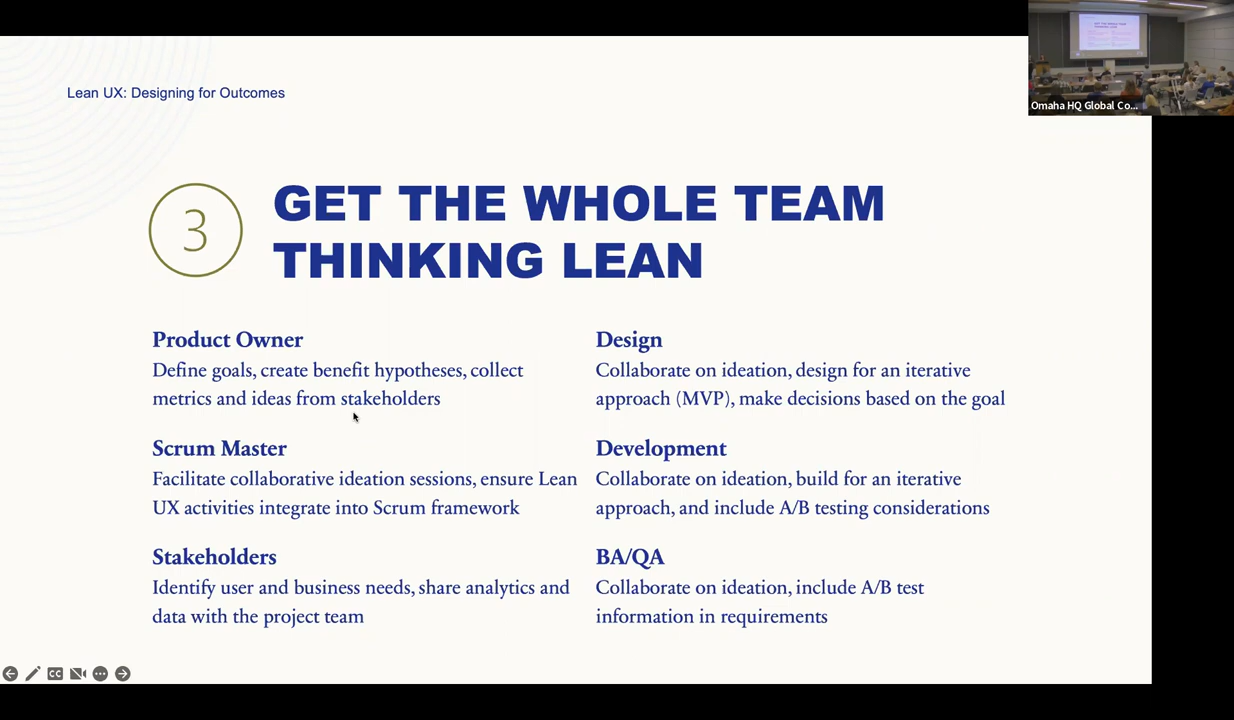 Lean UX: Designing for Outcomes
Omaha HQ Global Co...
3
GET THE WHOLE TEAM
THINKING LEAN
Product Owner
Define goals, create benefit hypotheses, collect
metrics and ideas from stakeholders
Scrum Master
Facilitate collaborative ideation sessions, ensure Lean
UX activities integrate into Scrum framework
Stakeholders
Identify user and business needs, share analytics and
data with the project team
Design
Collaborate on ideation, design for an iterative
approach (MVP), make decisions based on the goal
Development
Collaborate on ideation, build for an iterative
approach, and include A/B testing considerations
BA/QA
Collaborate on ideation, include A/B test
information in requirements
CC